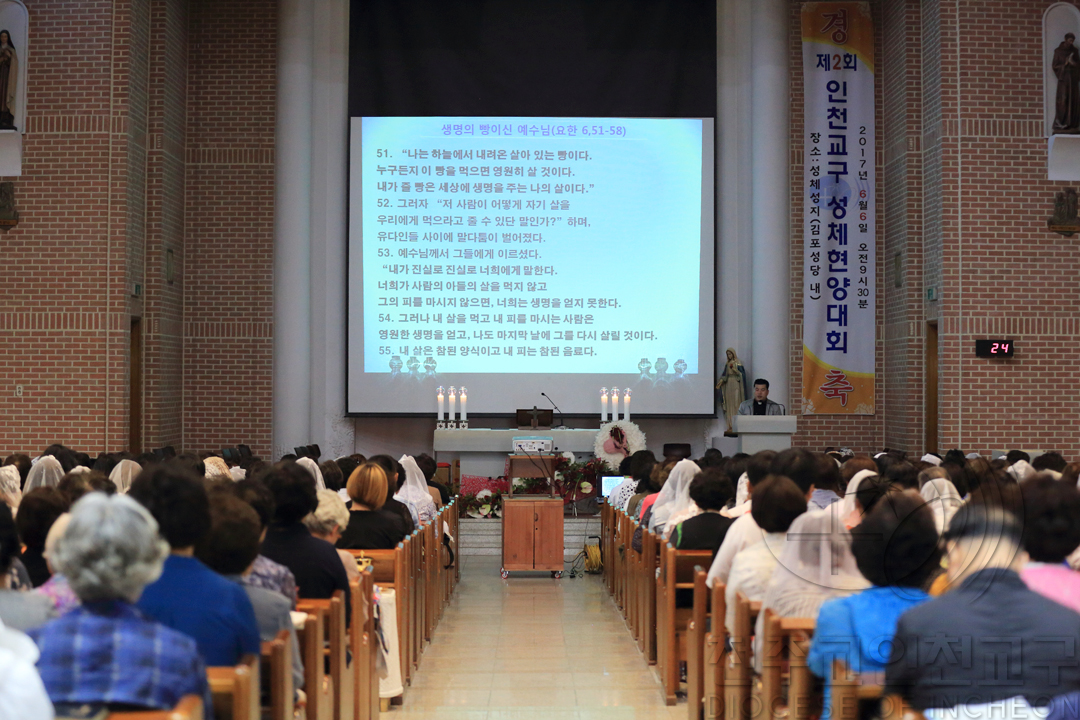 생명의 빵이신 예수님(요한 6,51-58)
51. “나는 하늘에서 내려온 살아 있는 빵이다.
누구든지 이 빵을 먹으면 영원히 살 것이다.
내가 줄 빵은 세상에 생명을 주는 나의 살이다.”
52. 그러자 “저 사람이 어떻게 자기 살을
우리에게 먹으라고 줄 수 있단 말인가?” 하며,
유다인들 사이에 말다툼이 벌어졌다.
53. 예수님께서 그들에게 이르셨다.
“내가 진실로 진실로 너희에게 말한다.
너희가 사람의 아들의 살을 먹지 않고
그의 피를 마시지 않으면, 너희는 생명을 얻지 못한다.
54. 그러나 내 살을 먹고 내 피를 마시는 사람은
영원한 생명을 얻고, 나도 마지막 날에 그를 다시 살릴 것이다.
55. 내 살은 참된 양식이고 내 피는 참된 음료다.
경
제2회
인천교구 성체현양대회
2017년 6월 6일 오전9시 30분
장소:성체성지(김포성당 내)
축
24
천주교인천교구
DIOCESE OF INCHEON